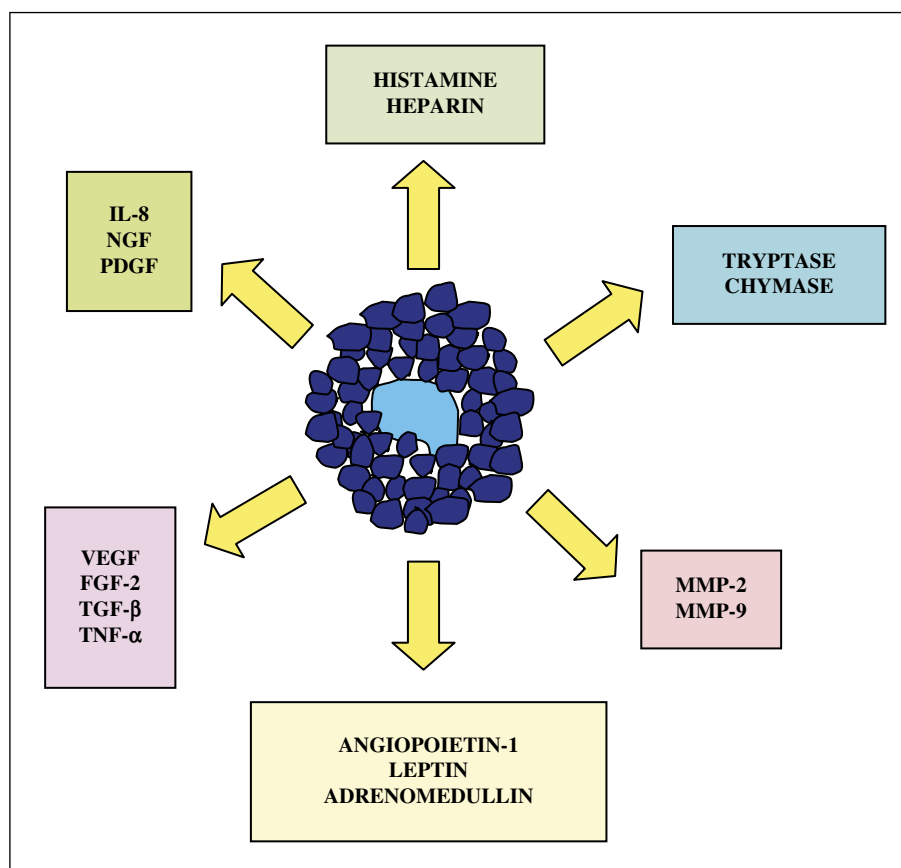 HISTAMINE
HEPARIN
IL-8
NGF
PDGF
TRYPTASE
CHYMASE
VEGF
FGF-2
TGF-β
TNF-α
MMP-2
MMP-9
ANGIOPOIETIN-1
LEPTIN
ADRENOMEDULLIN